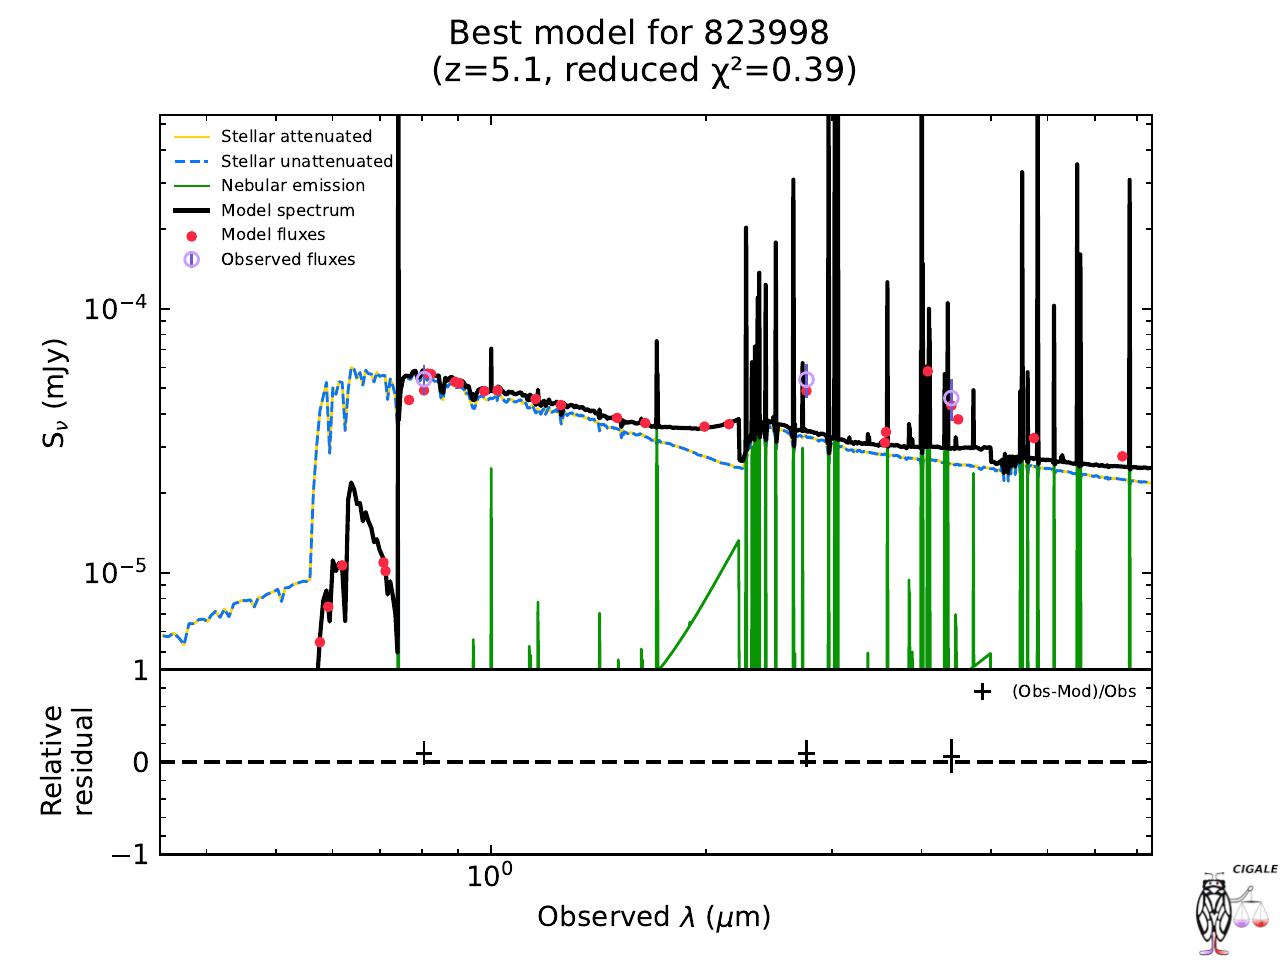 Best model for 823998
(z=5.1, reduced χ²=0.39)
Stellar attenuated
Stellar unattenuated
Nebular emission
Model spectrum
Model fluxes
Observed fluxes
10⁻⁴
10⁻⁵
S_ν (mJy)
1
0
−1
Relative
residual
(Obs-Mod)/Obs
10⁰
Observed λ (μm)
CIGALE